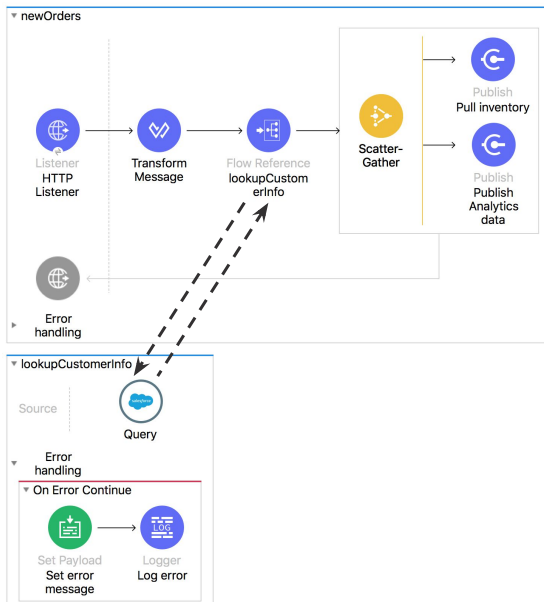 newOrders
Publish
Pull inventory
Listener
HTTP
Listener
Transform
Message
Flow Reference
lookupCustom
erInfo
Scatter-
Gather
Publish
Publish
Analytics
data
Error
handling
lookupCustomerInfo
Source
salesforce
Query
Error
handling
On Error Continue
LOG
Set Payload
Set error
message
Logger
Log error